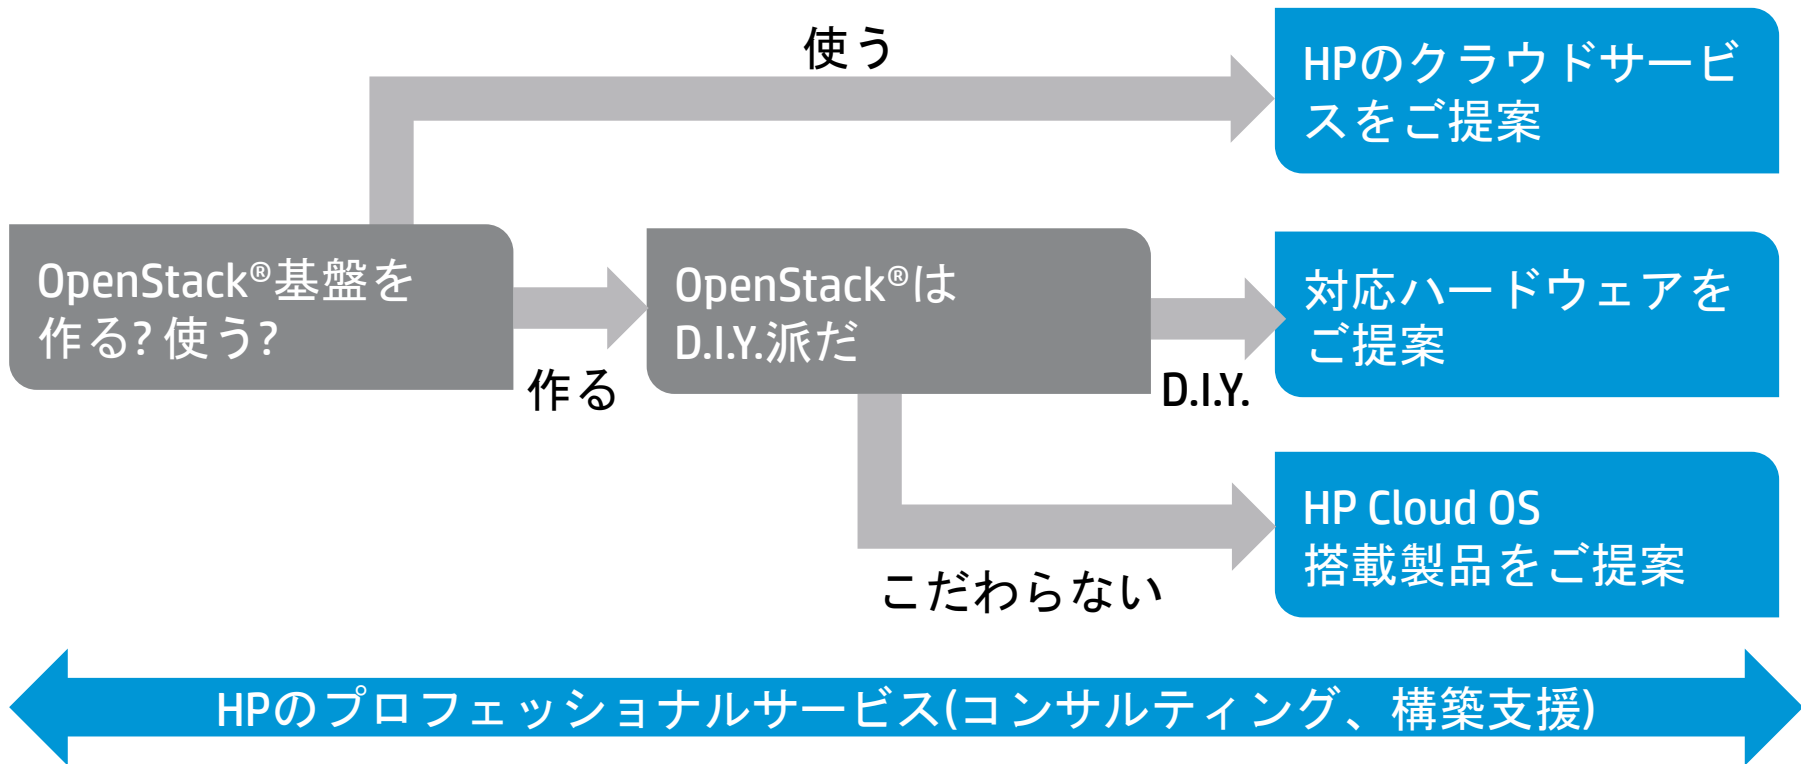 使う
HPのクラウドサービ
スをご提案
OpenStack®基盤を
作る? 使う?
作る
OpenStack®は
D.I.Y.派だ
D.I.Y.
対応ハードウェアを
ご提案
こだわらない
HP Cloud OS
搭載製品をご提案
HPのプロフェッショナルサービス(コンサルティング、構築支援)